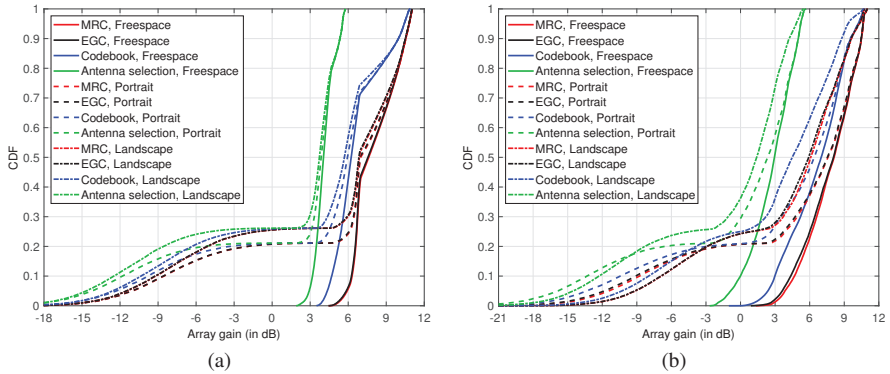 1
0.9
0.8
0.7
0.6
0.5
0.4
0.3
0.2
0.1
0
CDF
MRC, Freespace
EGC, Freespace
Codebook, Freespace
Antenna selection, Freespace
MRC, Portrait
EGC, Portrait
Codebook, Portrait
Antenna selection, Portrait
MRC, Landscape
EGC, Landscape
Codebook, Landscape
Antenna selection, Landscape
-18 -15 -12 -9 -6 -3 0 3 6 9 12
Array gain (in dB)
(a)
1
0.9
0.8
0.7
0.6
0.5
0.4
0.3
0.2
0.1
0
CDF
MRC, Freespace
EGC, Freespace
Codebook, Freespace
Antenna selection, Freespace
MRC, Portrait
EGC, Portrait
Codebook, Portrait
Antenna selection, Portrait
MRC, Landscape
EGC, Landscape
Codebook, Landscape
Antenna selection, Landscape
-21 -18 -15 -12 -9 -6 -3 0 3 6 9 12
Array gain (in dB)
(b)